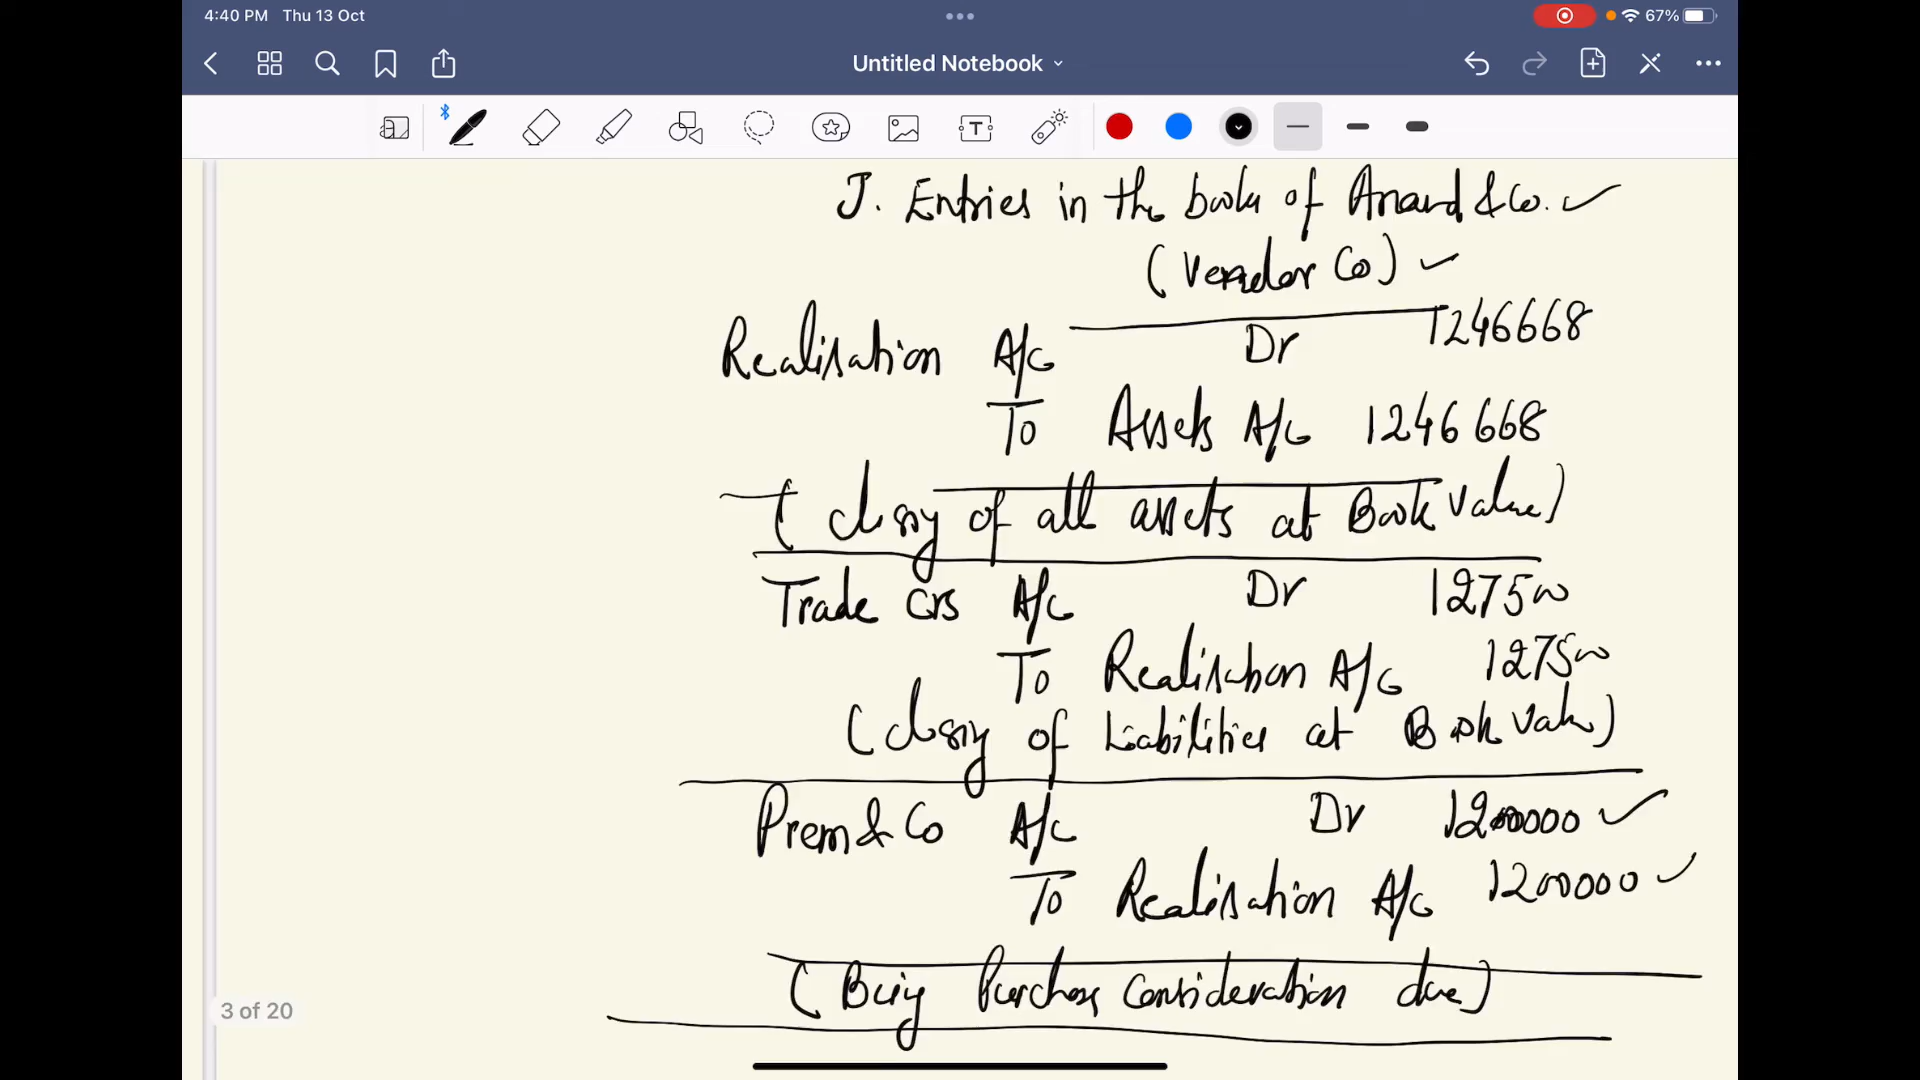 4:40 PM Thu 13 Oct
67%
Untitled Notebook
J. Entries in the books of Anand & Co.
(Vendor Co)
Realisation A/c Dr 1246668
To Assets A/c 1246668
(closing of all assets at Book value)
Trade crs A/c Dr 127500
To Realisation A/c 127500
(closing of Liabilities at Book value)
Prem & Co A/c Dr 1200000
To Realisation A/c 1200000
(Being Purchase Consideration due)
3 of 20